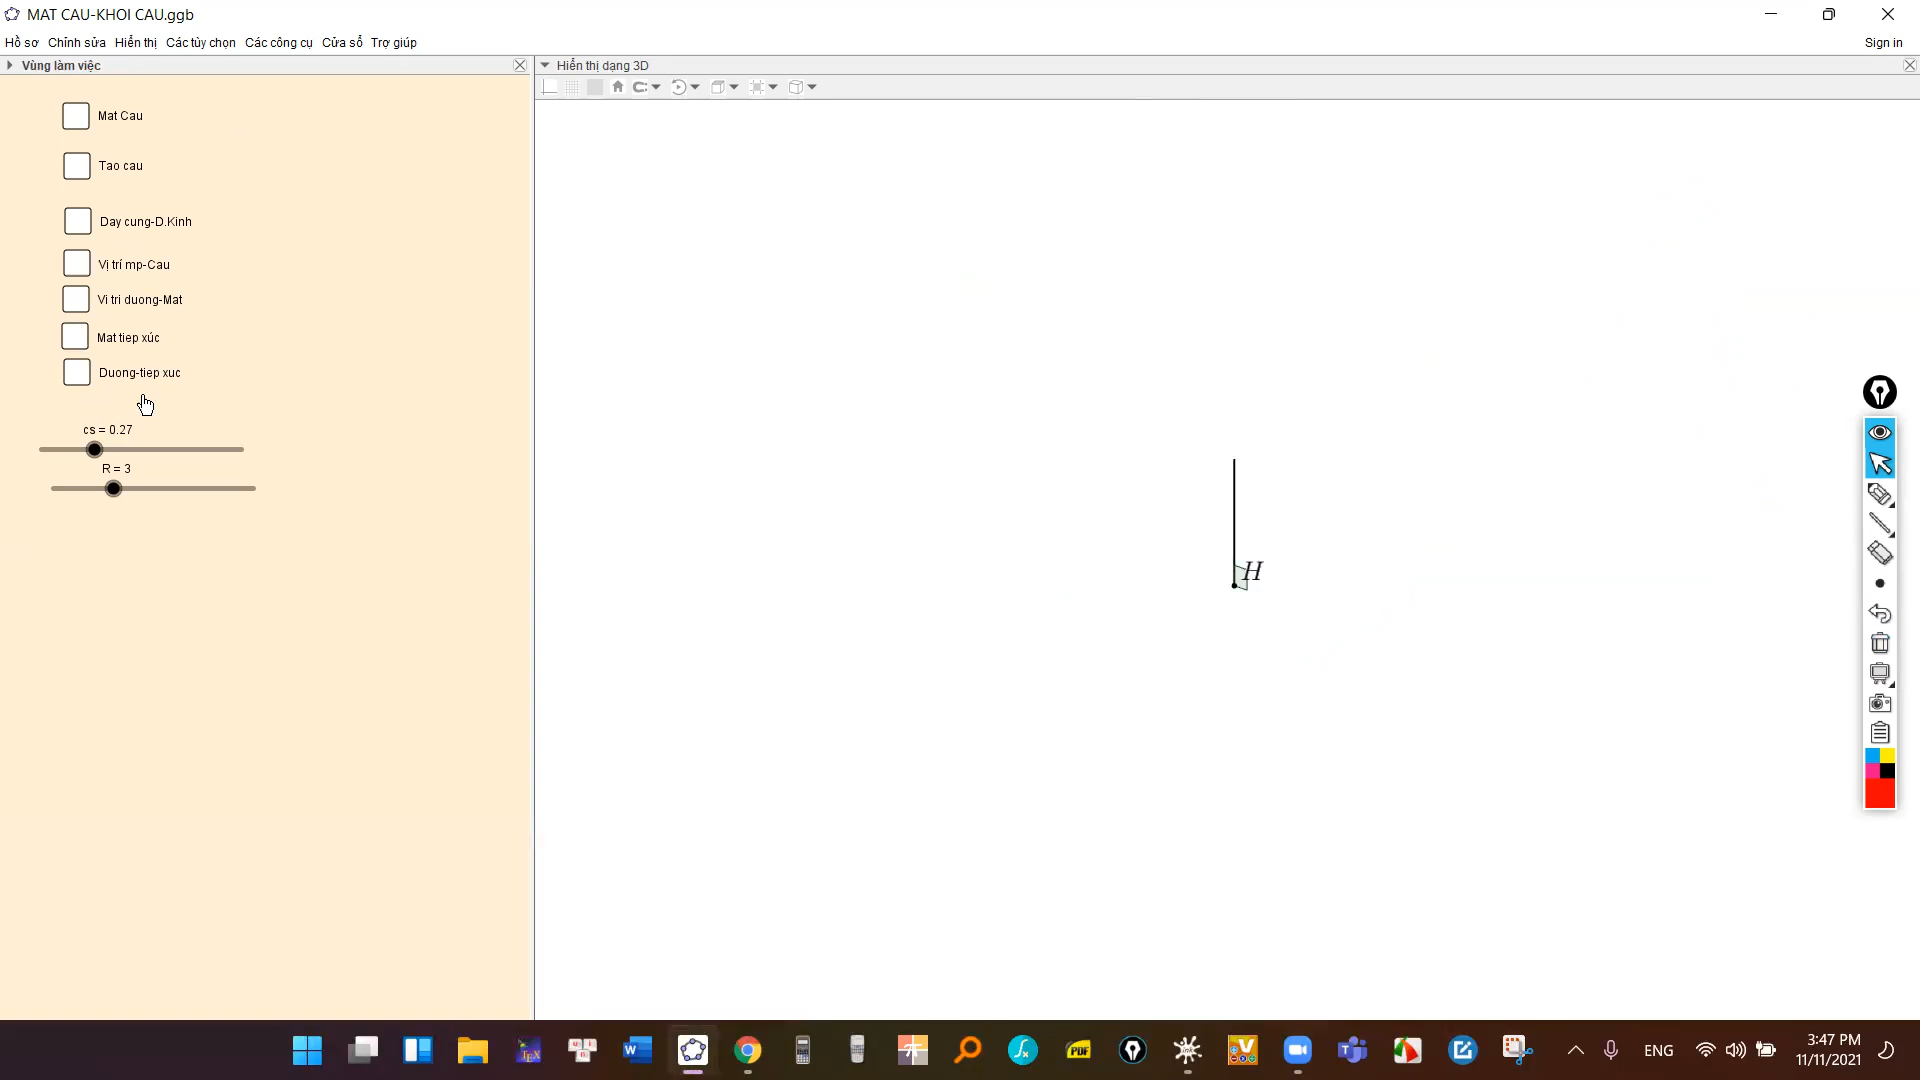 MAT CAU-KHOI CAU.ggb
Hồ sơ Chỉnh sửa Hiển thị Các tùy chọn Các công cụ Cửa sổ Trợ giúp Sign in
Vùng làm việc
Hiển thị dạng 3D
Mat Cau
Tao cau
Day cung-D.Kinh
Vị trí mp-Cau
Vi tri duong-Mat
Mat tiep xúc
Duong-tiep xuc
cs = 0.27
R = 3
H
ENG
3:47 PM
11/11/2021